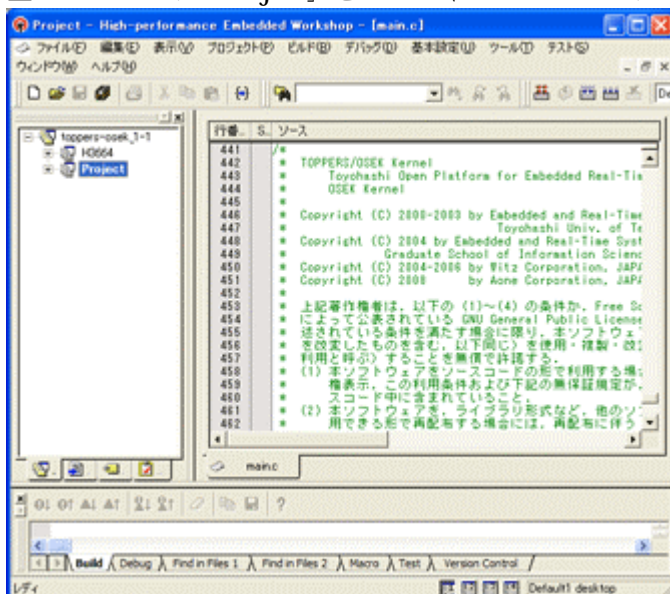 Project - High-performance Embedded Workshop - [main.c]
ファイル(F) 編集(E) 表示(V) プロジェクト(P) ビルド(B) デバッグ(D) 基本設定(U) ツール(T) テスト(S)
ウィンドウ(W) ヘルプ(H)
De
toppers-osek_1-1
H3664
Project
行番.. S.. ソース
441 /*
442 * TOPPERS/OSEK Kernel
443 * Toyohashi Open Platform for Embedded Real-Tim
444 * OSEK Kernel
445 *
446 * Copyright (C) 2000-2003 by Embedded and Real-Time
447 * Toyohashi Univ. of Te
448 * Copyright (C) 2004 by Embedded and Real-Time Syst
449 * Graduate School of Information Scienc
450 * Copyright (C) 2004-2006 by Witz Corporation, JAPA
451 * Copyright (C) 2008 by Aone Corporation, JAPA
452 *
453 * 上記著作権者は，以下の (1)～(4) の条件か，Free So
454 * によって公表されている GNU General Public License
455 * 述されている条件を満たす場合に限り，本ソフトウェ
456 * を改変したものを含む．以下同じ）を使用・複製・改
457 * 利用と呼ぶ）することを無償で許諾する．
458 * (1) 本ソフトウェアをソースコードの形で利用する場
459 * 権表示，この利用条件および下記の無保証規定が，
460 * スコード中に含まれていること．
461 * (2) 本ソフトウェアを，ライブラリ形式など，他のソフ
462 * 用できる形で再配布する場合には，再配布に伴う
main.c
Build Debug Find in Files 1 Find in Files 2 Macro Test Version Control
レディ
Default1 desktop